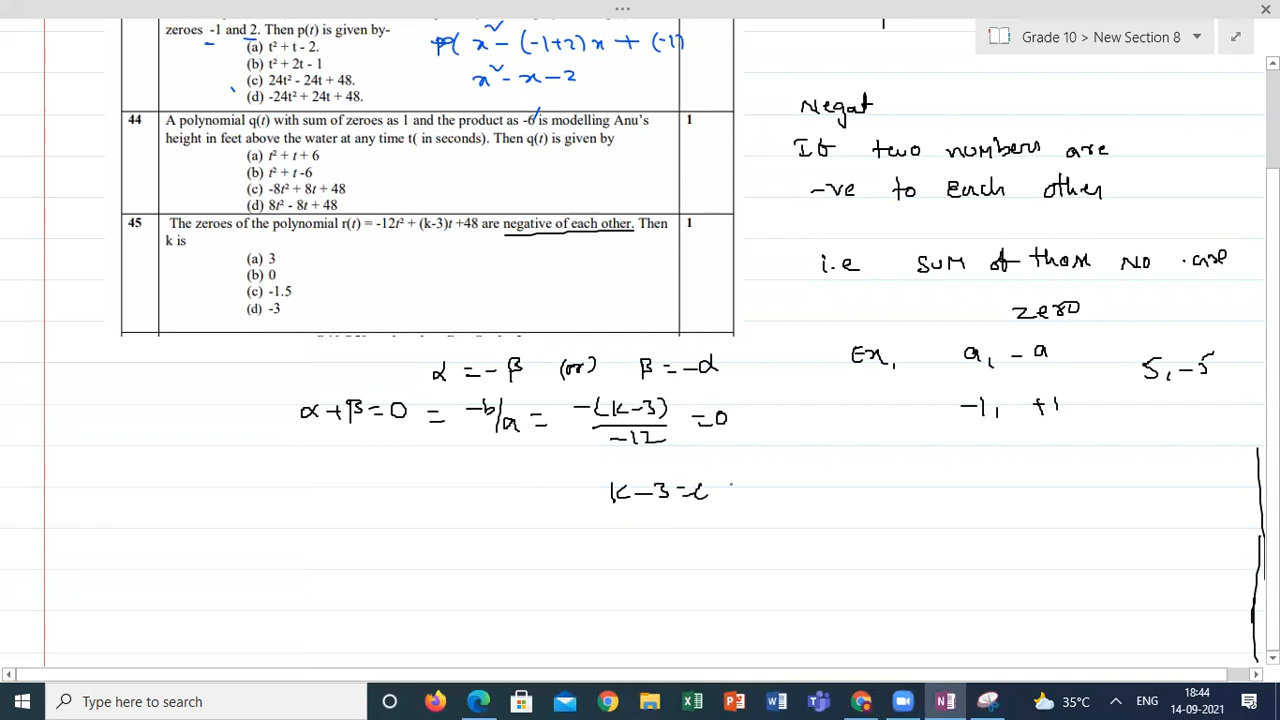 zeroes -1 and 2. Then p(t) is given by-
(a) t² + t - 2.
(b) t² + 2t - 1
(c) 24t² - 24t + 48.
(d) -24t² + 24t + 48.
x² - (-1+2)x + (-1)
x² - x - 2
44
A polynomial q(t) with sum of zeroes as 1 and the product as -6 is modelling Anu's
1
height in feet above the water at any time t( in seconds). Then q(t) is given by
(a) t² + t + 6
(b) t² + t -6
(c) -8t² + 8t + 48
(d) 8t² - 8t + 48
45
The zeroes of the polynomial r(t) = -12t² + (k-3)t +48 are negative of each other. Then
1
k is
(a) 3
(b) 0
(c) -1.5
(d) -3
α = -β (or) β = -α
α+β=0 = -b/a = -(k-3)/-12 =0
k-3=
Grade10 > New Section 8
Negat
If two numbers are
-ve to Each other
i.e sum of those No. are
zero
Ex, a, -a 5, -5
-1, +1
Type here to search
35°C
ENG
18:44
14-09-2021